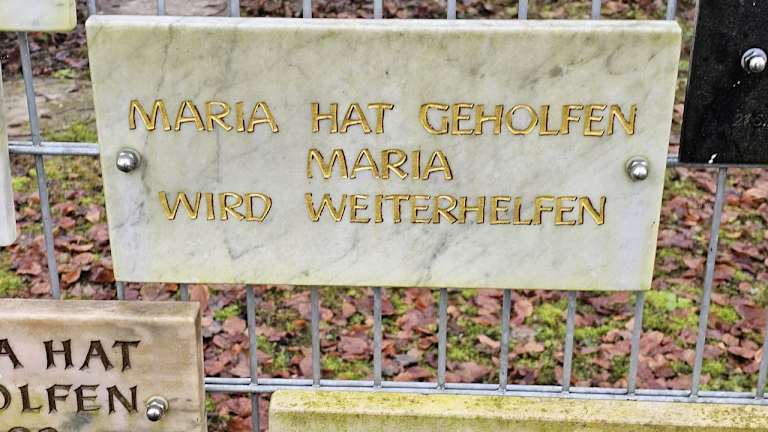 MARIA HAT GEHOLFEN
MARIA
WIRD WEITERHELFEN
A HAT
OLFEN